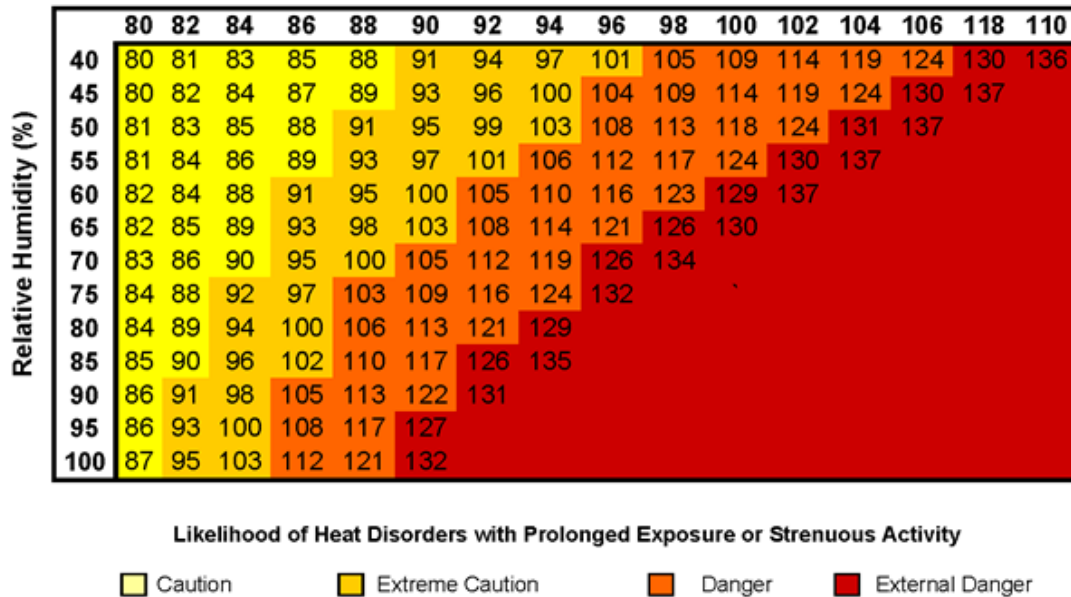 80 82 84 86 88 90 92 94 96 98 100 102 104 106 118 110
Relative Humidity (%)
40 80 81 83 85 88 91 94 97 101 105 109 114 119 124 130 136
45 80 82 84 87 89 93 96 100 104 109 114 119 124 130 137
50 81 83 85 88 91 95 99 103 108 113 118 124 131 137
55 81 84 86 89 93 97 101 106 112 117 124 130 137
60 82 84 88 91 95 100 105 110 116 123 129 137
65 82 85 89 93 98 103 108 114 121 126 130
70 83 86 90 95 100 105 112 119 126 134
75 84 88 92 97 103 109 116 124 132
80 84 89 94 100 106 113 121 129
85 85 90 96 102 110 117 126 135
90 86 91 98 105 113 122 131
95 86 93 100 108 117 127
100 87 95 103 112 121 132
Likelihood of Heat Disorders with Prolonged Exposure or Strenuous Activity
Caution Extreme Caution Danger External Danger